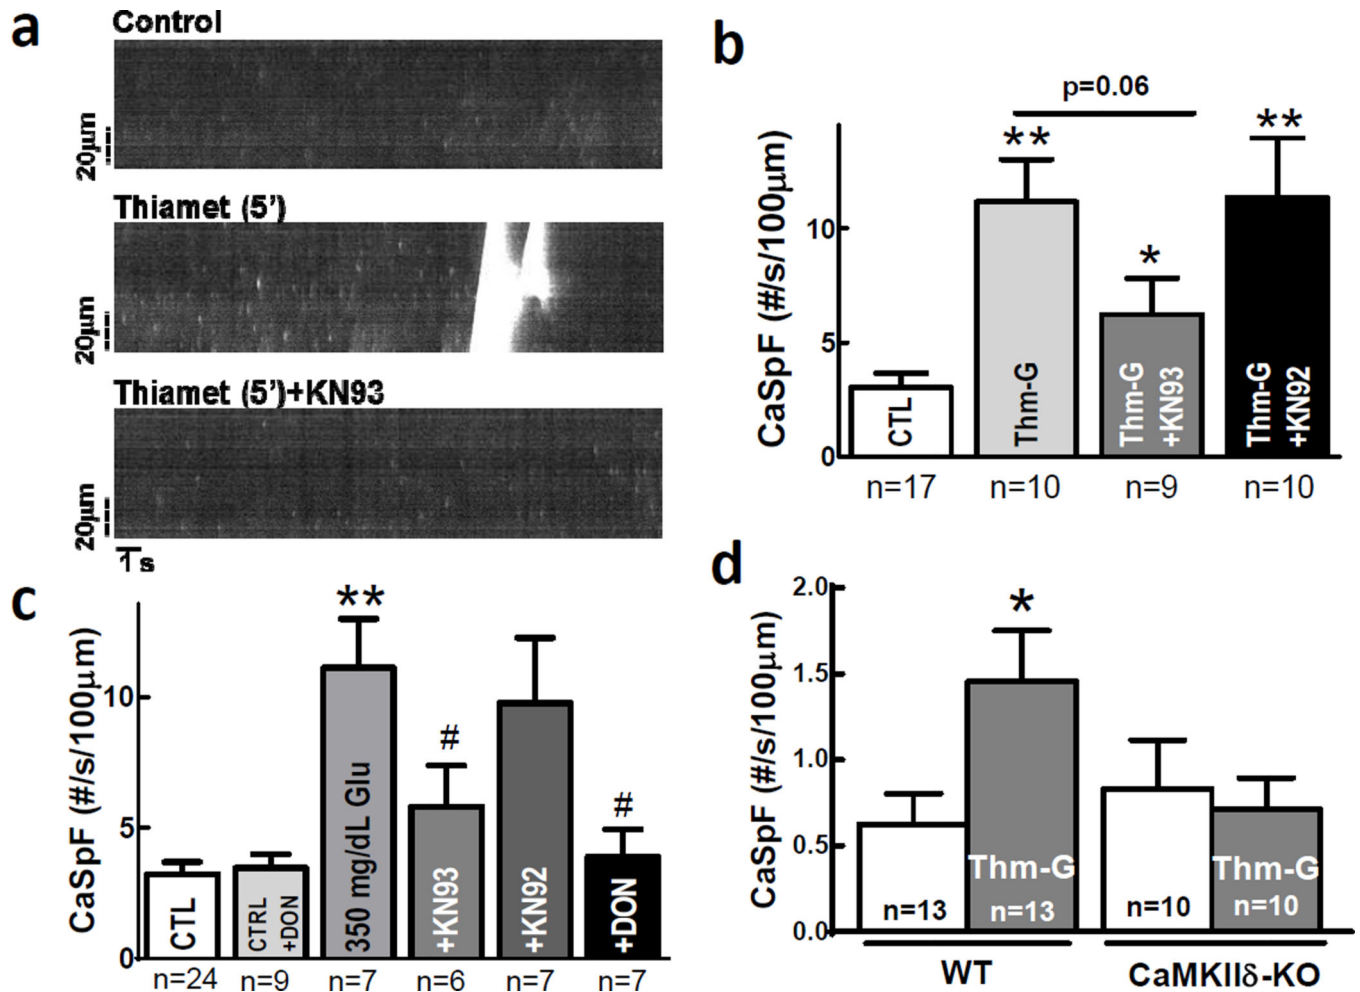 a
Control
20μm
Thiamet (5')
20μm
Thiamet (5')+KN93
20μm
1s
b
p=0.06
CaSpF (#/s/100μm)
10
5
0
**
*
**
CTL
Thm-G
Thm-G
+KN93
Thm-G
+KN92
n=17
n=10
n=9
n=10
c
CaSpF (#/s/100μm)
10
5
0
**
#
#
CTL
CTRL
+DON
350 mg/dL Glu
+KN93
+KN92
+DON
n=24
n=9
n=7
n=6
n=7
n=7
d
CaSpF (#/s/100μm)
2.0
1.5
1.0
0.5
0.0
*
n=13
Thm-G
n=13
n=10
Thm-G
n=10
WT
CaMKIIδ-KO